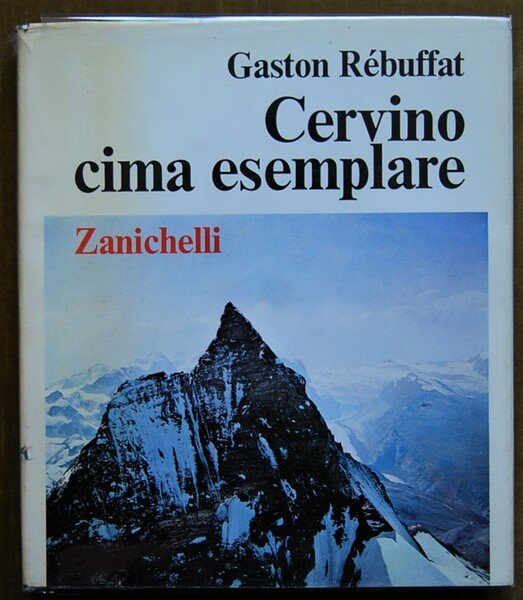 Gaston Rébuffat
Cervino
cima esemplare
Zanichelli